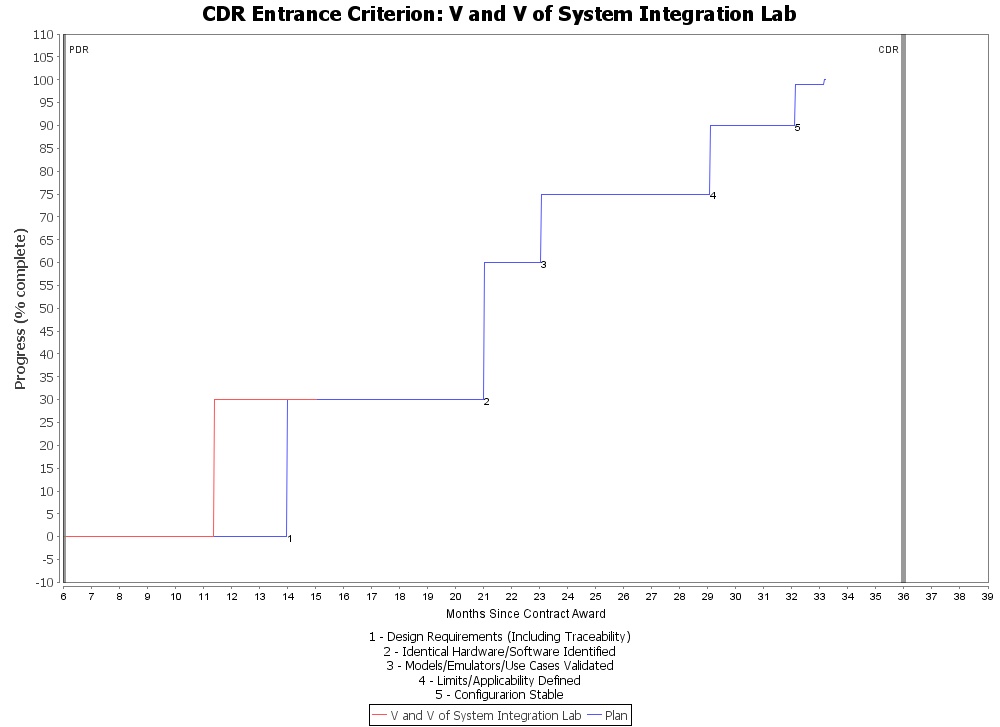 CDR Entrance Criterion: V and V of System Integration Lab
110
105
100
95
90
85
80
75
70
65
60
55
50
45
40
35
30
25
20
15
10
5
0
-5
-10
Progress (% complete)
PDR
CDR
1
2
3
4
5
6 7 8 9 10 11 12 13 14 15 16 17 18 19 20 21 22 23 24 25 26 27 28 29 30 31 32 33 34 35 36 37 38 39
Months Since Contract Award
1 - Design Requirements (Including Traceability)
2 - Identical Hardware/Software Identified
3 - Models/Emulators/Use Cases Validated
4 - Limits/Applicability Defined
5 - Configurarion Stable
V and V of System Integration Lab Plan